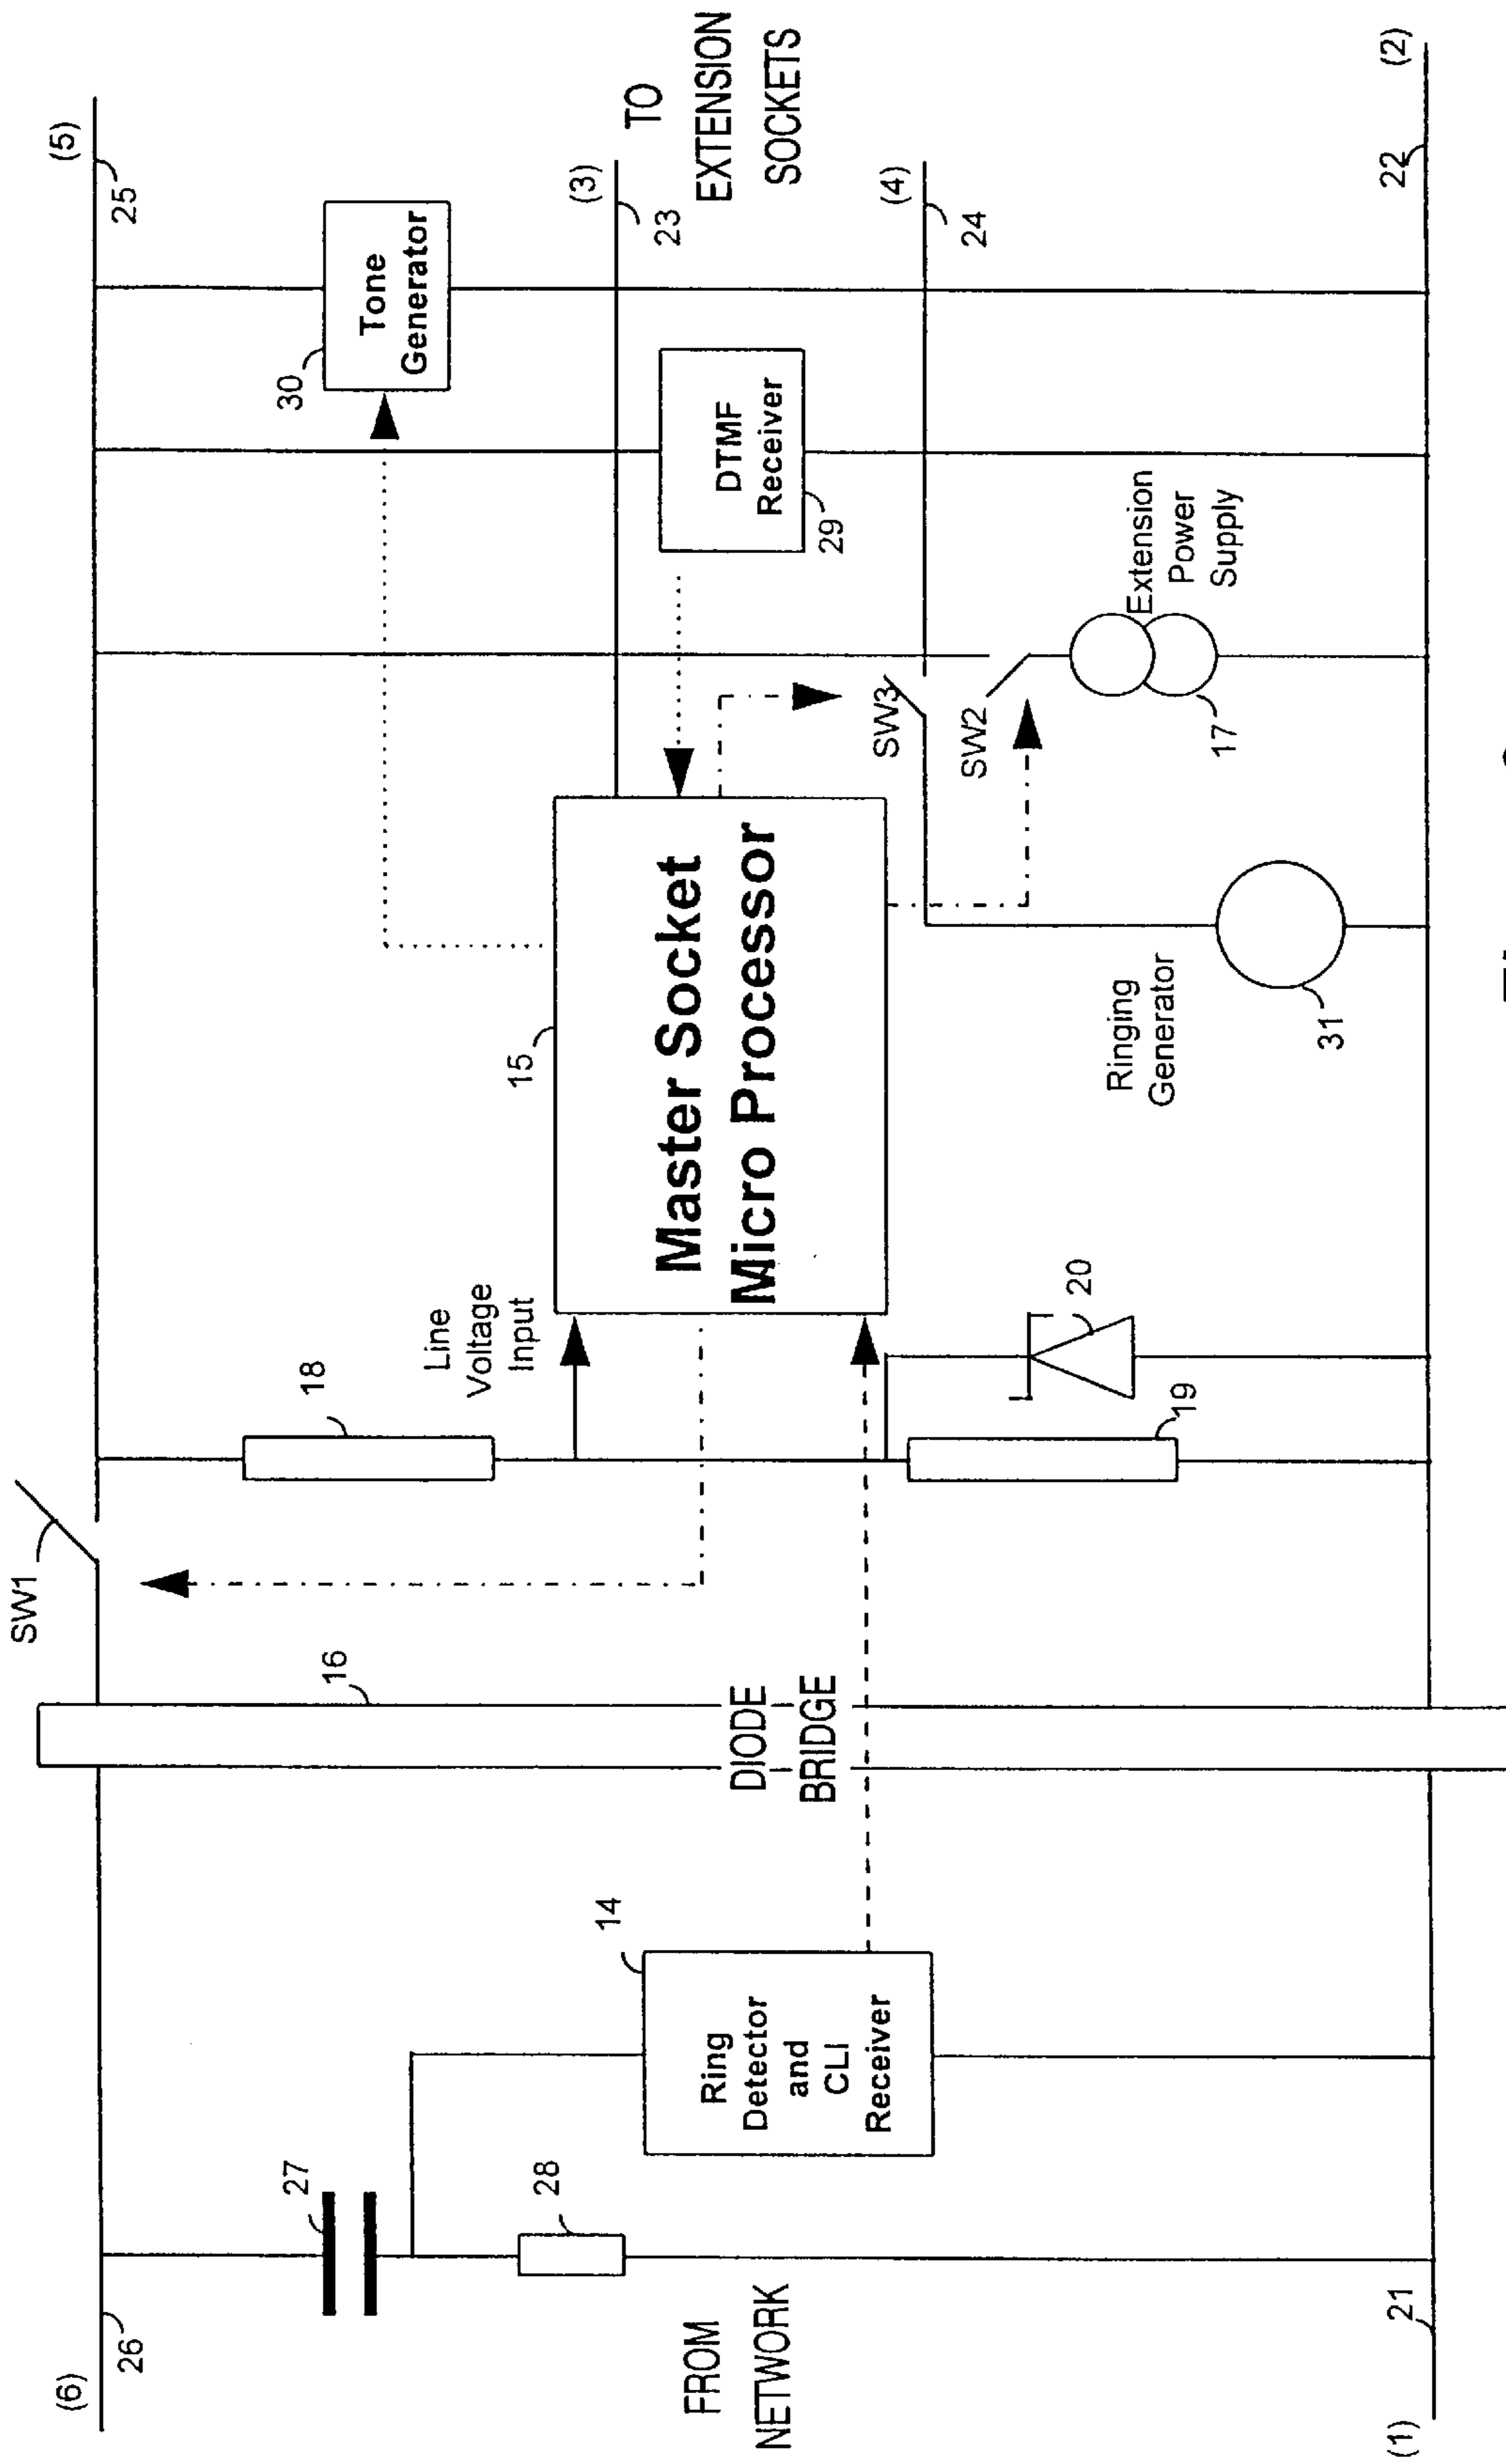 (6)
26
27
28
FROM
NETWORK
(1)
21
14
Ring
Detector
and
CLI
Receiver
16
DIODE
BRIDGE
SW1
18
Line
Voltage
Input
19
20
15
Master Socket
Micro Processor
Ringing
Generator
31
SW3
SW2
17
Extension
Power
Supply
DTMF
Receiver
29
30
Tone
Generator
(5)
25
(3)
23
TO
EXTENSION
SOCKETS
(4)
24
(2)
22